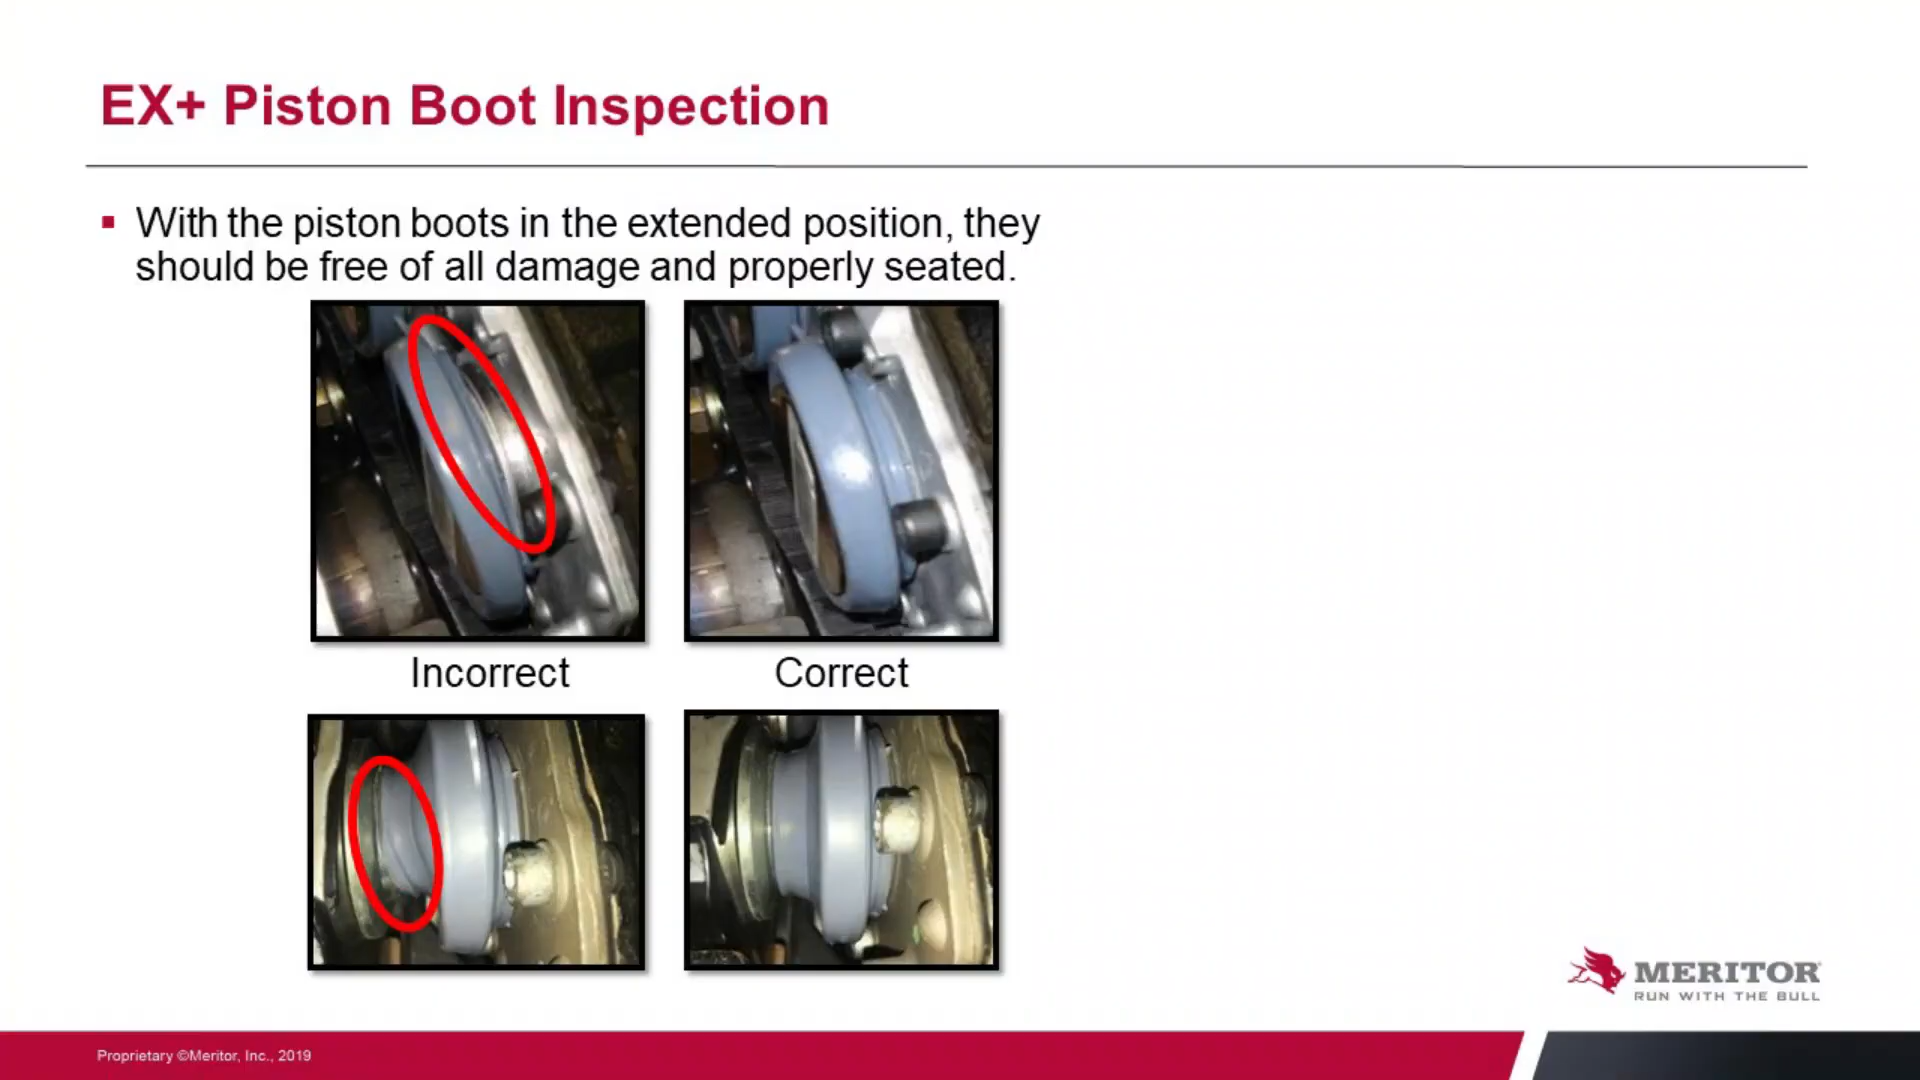 EX+ Piston Boot Inspection
▪ With the piston boots in the extended position, they
should be free of all damage and properly seated.
Incorrect
Correct
MERITOR
RUN WITH THE BULL
Proprietary ©Meritor, Inc., 2019